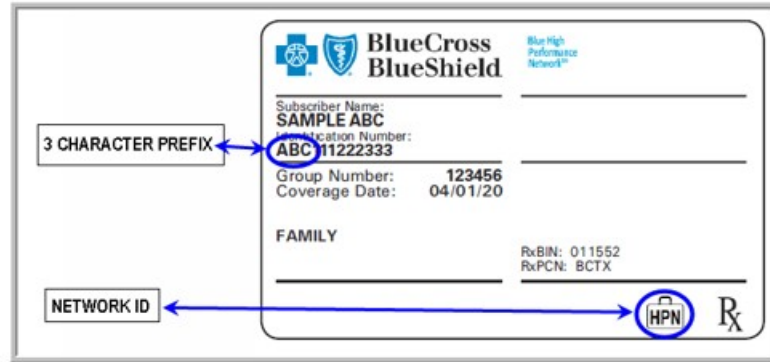 BlueCross
BlueShield
Blue High
Performance
Network℠
3 CHARACTER PREFIX
Subscriber Name:
SAMPLE ABC
Identification Number:
ABC 11222333
Group Number: 123456
Coverage Date: 04/01/20
FAMILY
RxBIN: 011552
RxPCN: BCTX
NETWORK ID
HPN
Rx